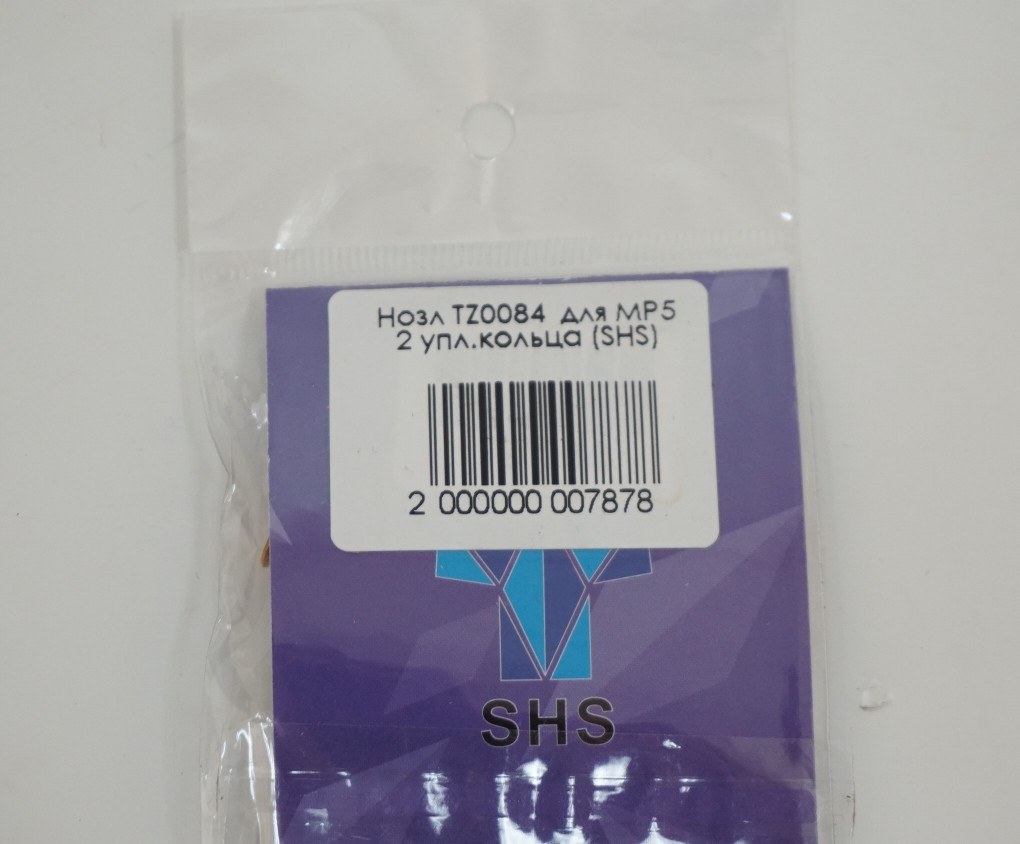 Нозл TZ0084 для MP5
2 упл.кольца (SHS)
2 000000 007878
SHS